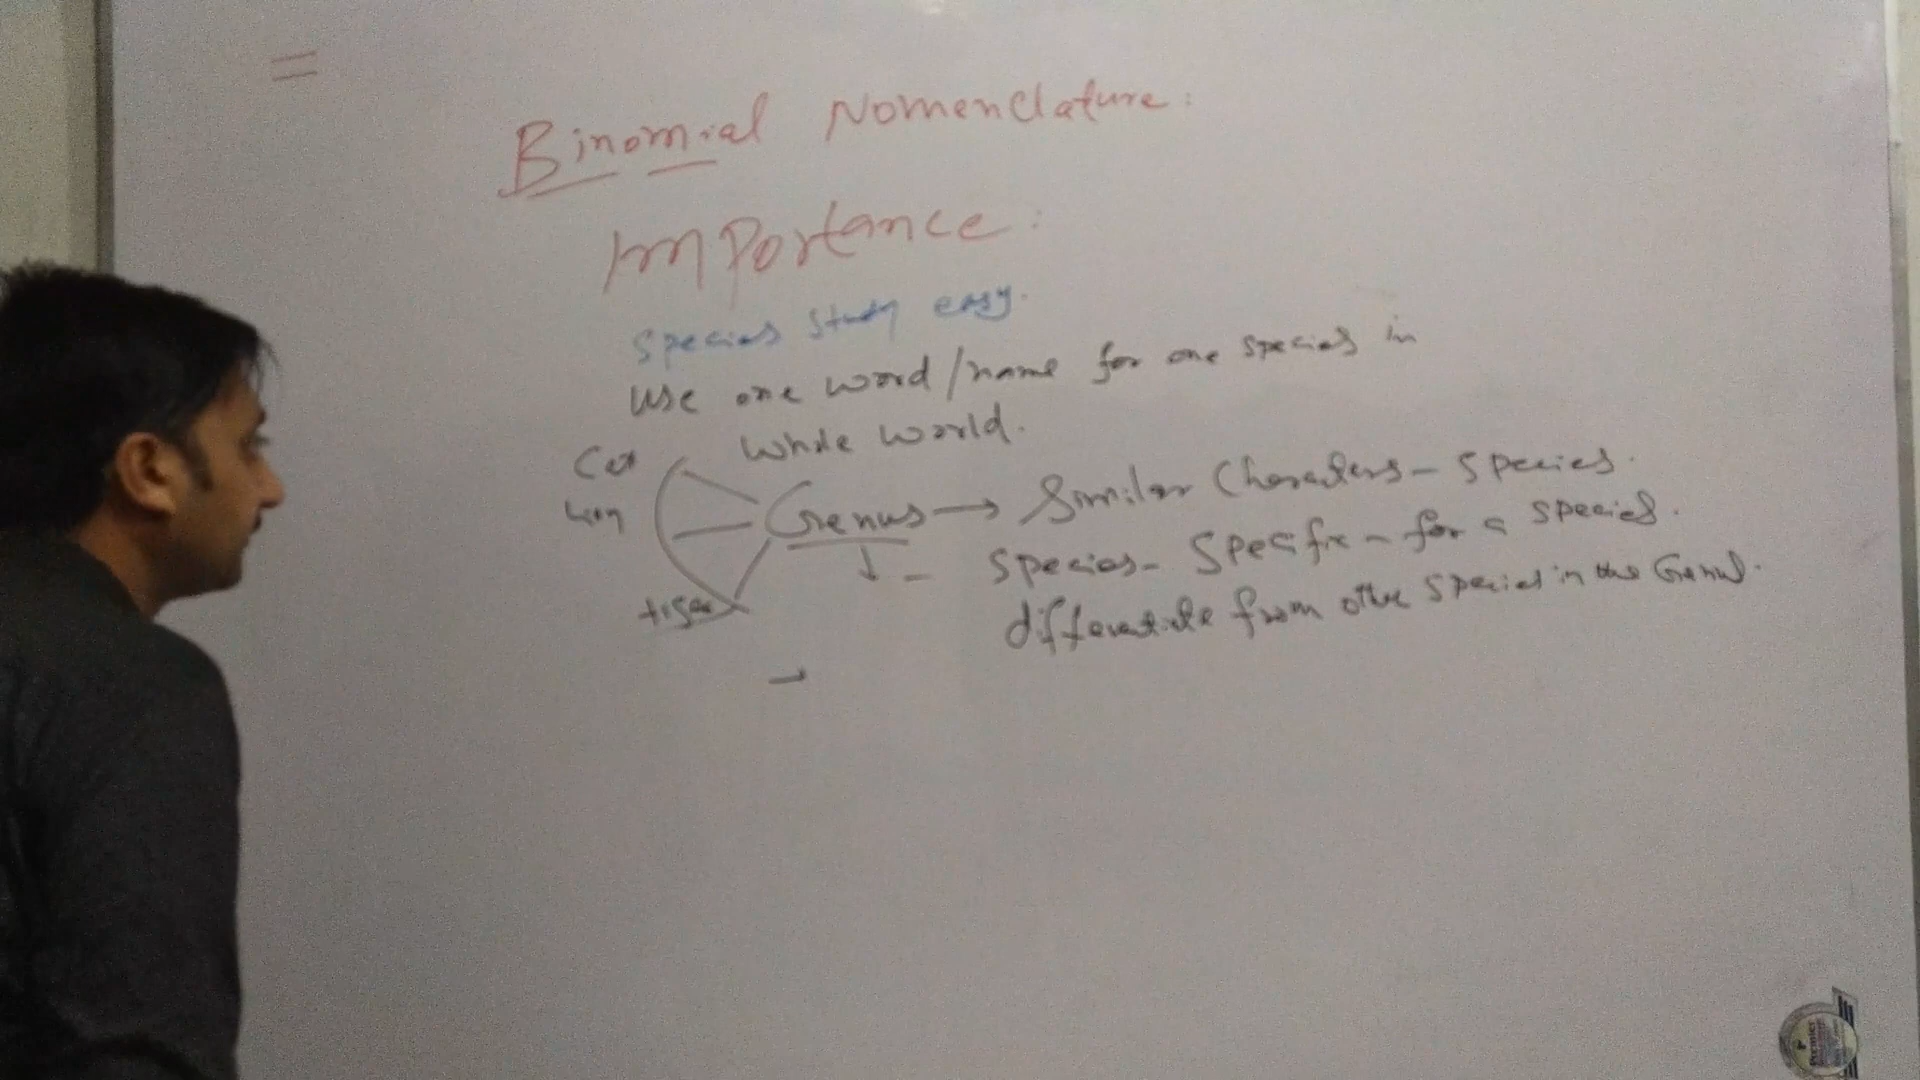 =
Binomial Nomenclature:
Importance:
Species study easy.
Use one word/name for one species in
whole world.
Cat
Lion
tiger
Genus → Similar Characters - Species.
↓ - Species - Specific - for a species.
differentiate from other species in the Genus.
Premier